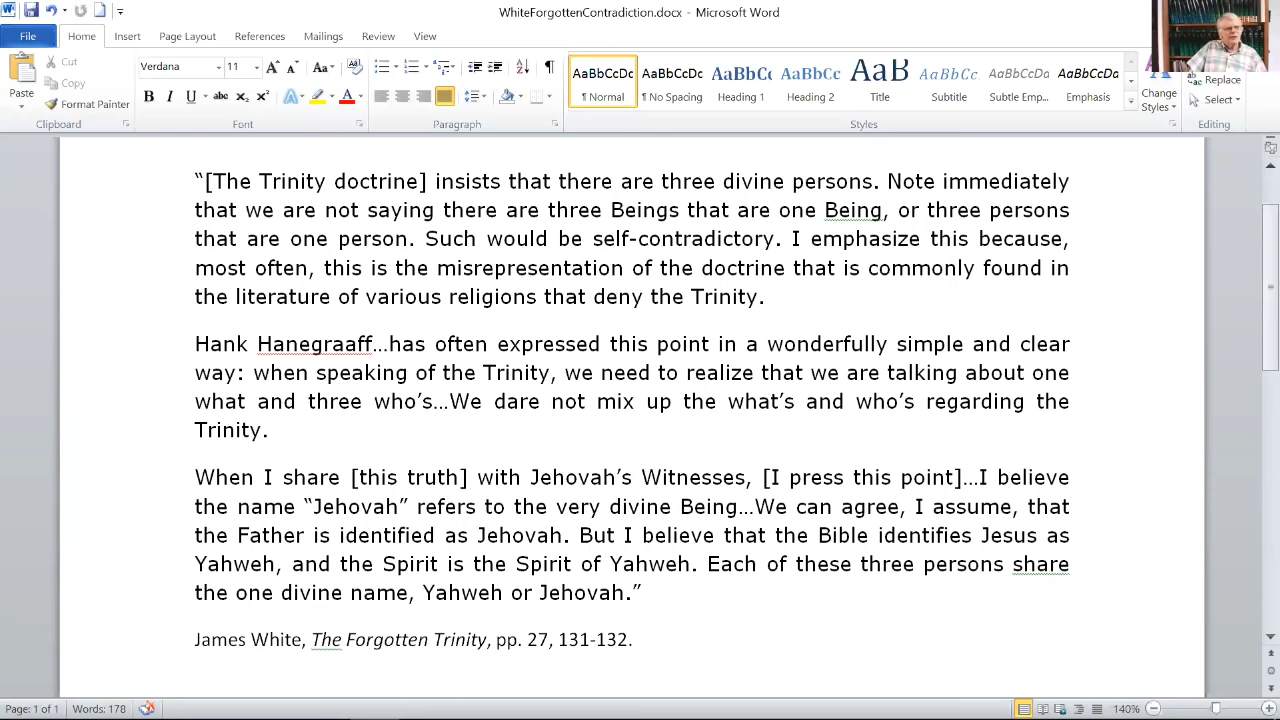 WhiteForgottenContradiction.docx - Microsoft Word
File Home Insert Page Layout References Mailings Review View
Cut
Copy
Paste
Format Painter
Clipboard
Verdana 11
Font
Paragraph
AaBbCcDc AaBbCcDc AaBbCc AaBbCc AaB AaBbCc. AaBbCcDa AaBbCcDa
¶ Normal ¶ No Spacing Heading 1 Heading 2 Title Subtitle Subtle Emp... Emphasis
Styles
Change Styles
Replace
Select
Editing
“[The Trinity doctrine] insists that there are three divine persons. Note immediately
that we are not saying there are three Beings that are one Being, or three persons
that are one person. Such would be self-contradictory. I emphasize this because,
most often, this is the misrepresentation of the doctrine that is commonly found in
the literature of various religions that deny the Trinity.
Hank Hanegraaff…has often expressed this point in a wonderfully simple and clear
way: when speaking of the Trinity, we need to realize that we are talking about one
what and three who’s…We dare not mix up the what’s and who’s regarding the
Trinity.
When I share [this truth] with Jehovah’s Witnesses, [I press this point]…I believe
the name “Jehovah” refers to the very divine Being…We can agree, I assume, that
the Father is identified as Jehovah. But I believe that the Bible identifies Jesus as
Yahweh, and the Spirit is the Spirit of Yahweh. Each of these three persons share
the one divine name, Yahweh or Jehovah.”
James White, The Forgotten Trinity, pp. 27, 131-132.
Page: 1 of 1 Words: 178 140%